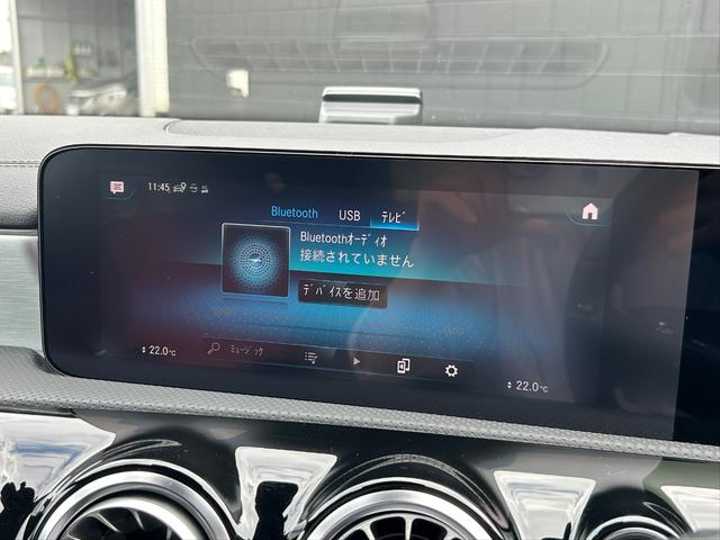 11:45
Bluetooth USB ﾃﾚﾋﾞ
Bluetoothｵｰﾃﾞｨｵ
接続されていません
ﾃﾞﾊﾞｲｽを追加
22.0℃
ﾐｭｰｼﾞｯｸ
22.0℃